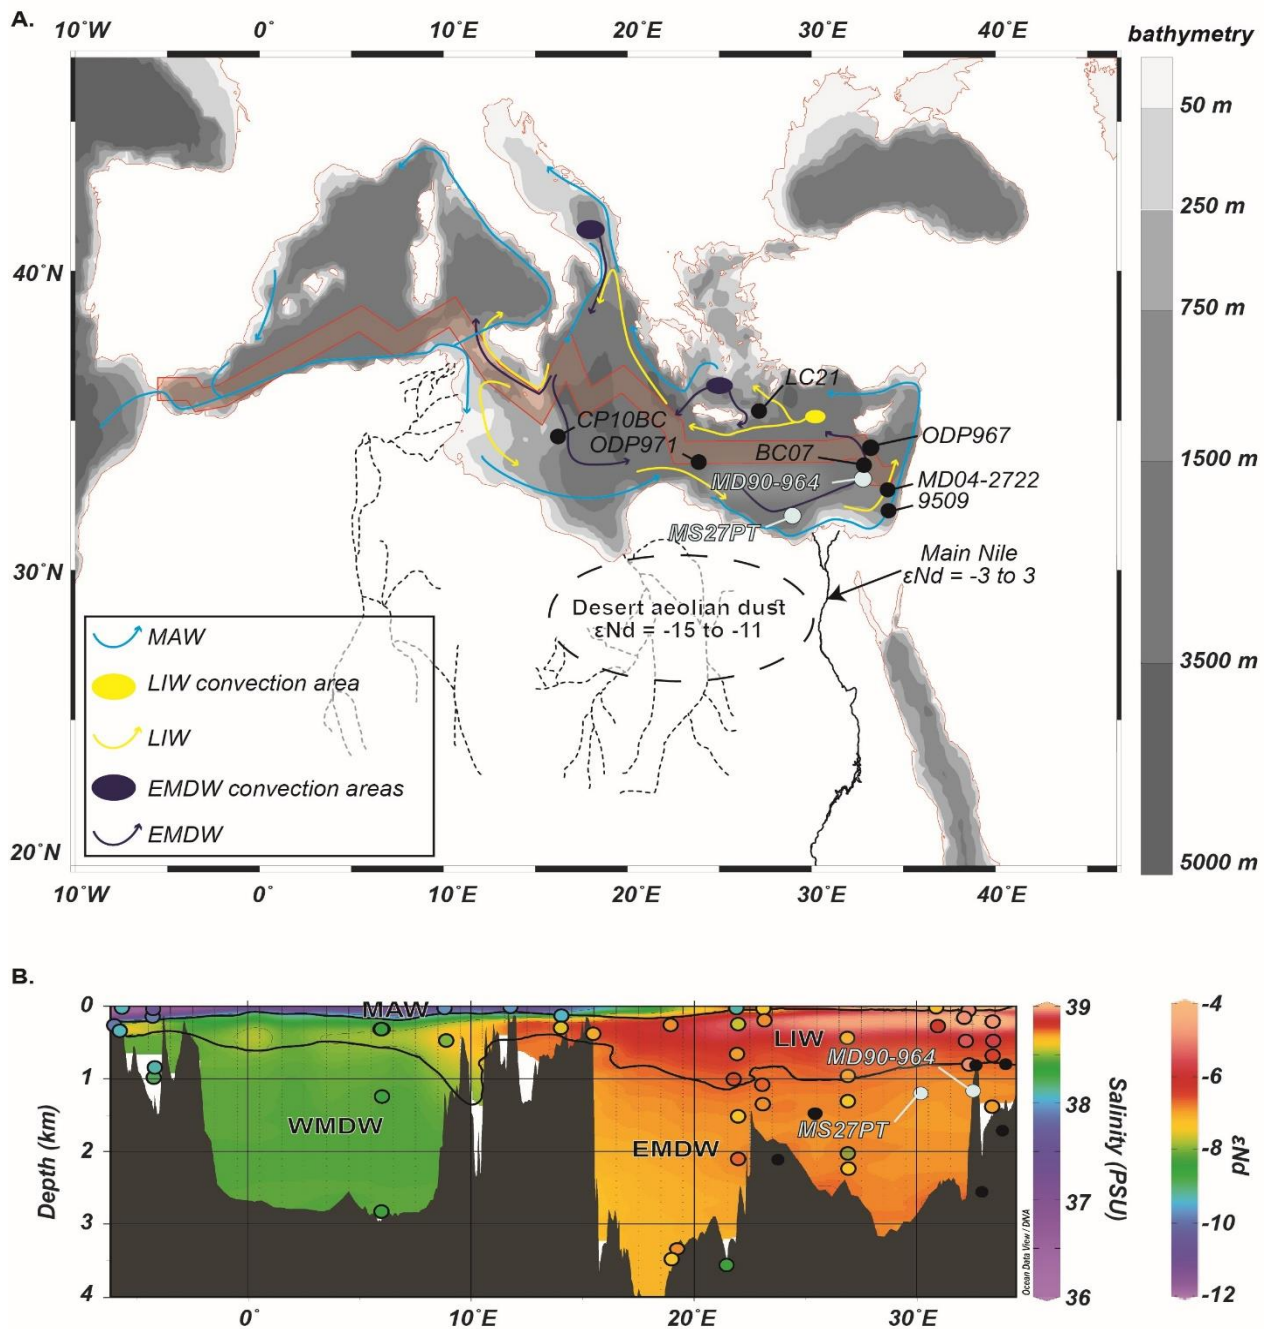 A.
10˚W 0˚ 10˚E 20˚E 30˚E 40˚E
bathymetry
50 m
250 m
750 m
1500 m
3500 m
5000 m
40˚N
30˚N
20˚N
LC21
CP10BC
ODP971
BC07
ODP967
MD90-964
MD04-2722
9509
MS27PT
Main Nile
εNd = -3 to 3
Desert aeolian dust
εNd = -15 to -11
MAW
LIW convection area
LIW
EMDW convection areas
EMDW
10˚W 0˚ 10˚E 20˚E 30˚E 40˚E
B.
Depth (km)
0
1
2
3
4
MAW
LIW
MD90-964
WMDW
EMDW
MS27PT
0˚ 10˚E 20˚E 30˚E
Ocean Data View / DIVA
39
38
37
36
Salinity (PSU)
-4
-6
-8
-10
-12
εNd